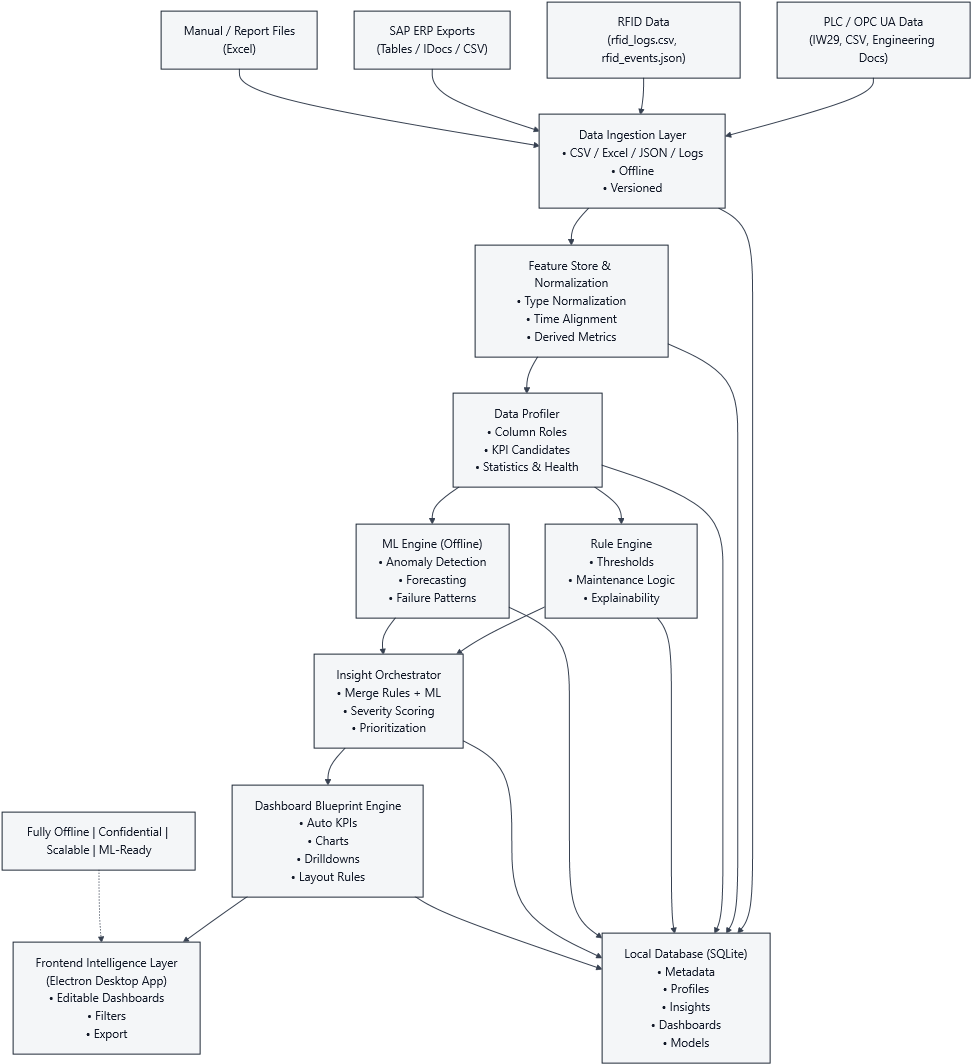 Manual / Report Files
(Excel)
SAP ERP Exports
(Tables / IDocs / CSV)
RFID Data
(rfid_logs.csv,
rfid_events.json)
PLC / OPC UA Data
(IW29, CSV, Engineering
Docs)
Data Ingestion Layer
• CSV / Excel / JSON / Logs
• Offline
• Versioned
Feature Store &
Normalization
• Type Normalization
• Time Alignment
• Derived Metrics
Data Profiler
• Column Roles
• KPI Candidates
• Statistics & Health
ML Engine (Offline)
• Anomaly Detection
• Forecasting
• Failure Patterns
Rule Engine
• Thresholds
• Maintenance Logic
• Explainability
Insight Orchestrator
• Merge Rules + ML
• Severity Scoring
• Prioritization
Dashboard Blueprint Engine
• Auto KPIs
• Charts
• Drilldowns
• Layout Rules
Fully Offline | Confidential |
Scalable | ML-Ready
Frontend Intelligence Layer
(Electron Desktop App)
• Editable Dashboards
• Filters
• Export
Local Database (SQLite)
• Metadata
• Profiles
• Insights
• Dashboards
• Models